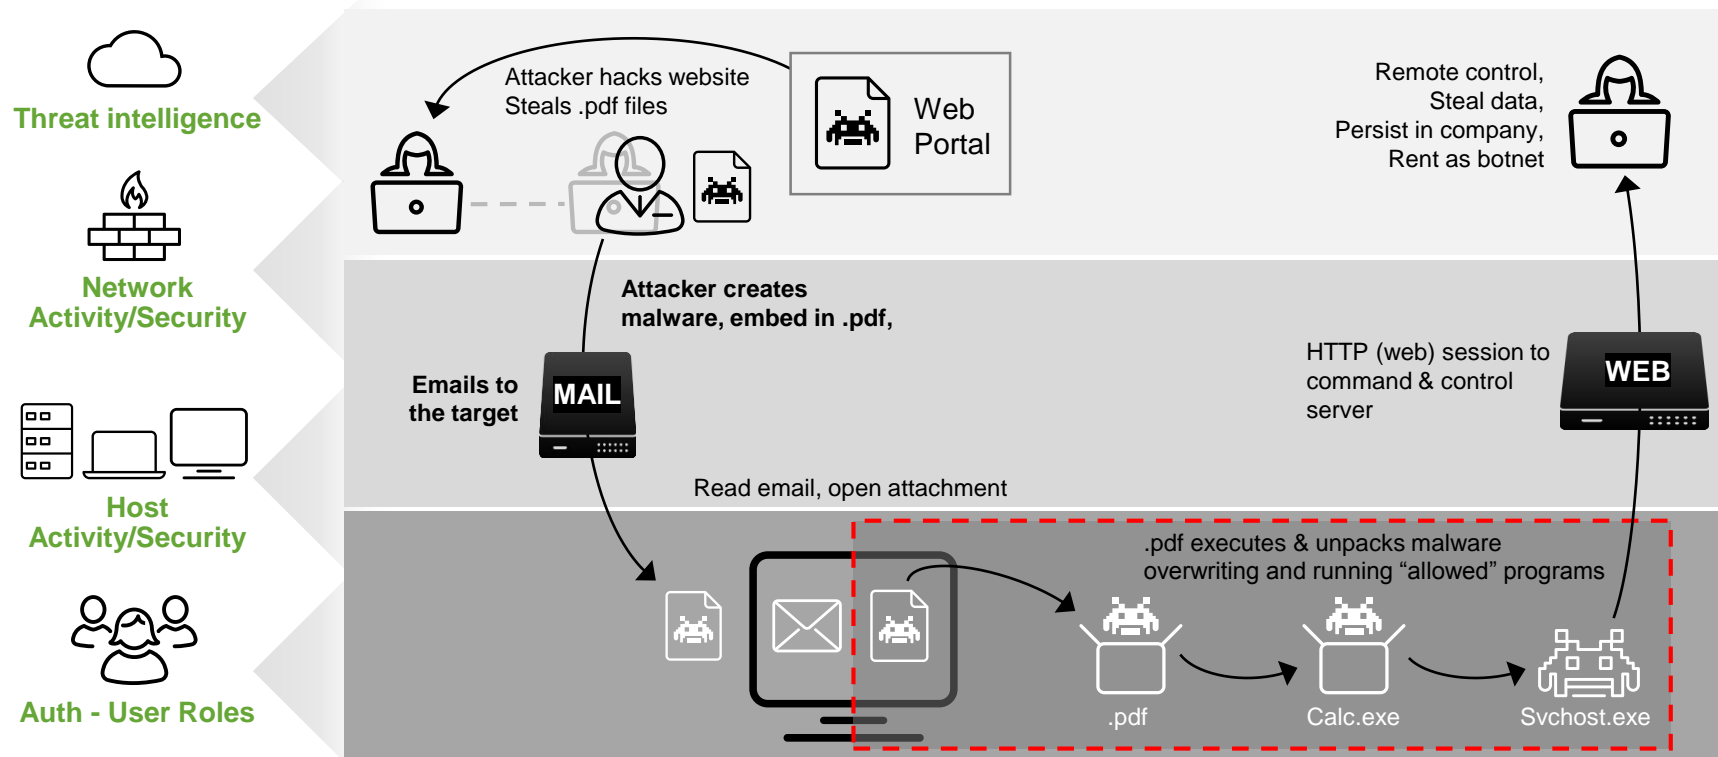 Threat intelligence
Network
Activity/Security
Host
Activity/Security
Auth - User Roles
Attacker hacks website
Steals .pdf files
Web
Portal
Remote control,
Steal data,
Persist in company,
Rent as botnet
Attacker creates
malware, embed in .pdf,
Emails to
the target
MAIL
HTTP (web) session to
command & control
server
WEB
Read email, open attachment
.pdf executes & unpacks malware
overwriting and running “allowed” programs
.pdf
Calc.exe
Svchost.exe